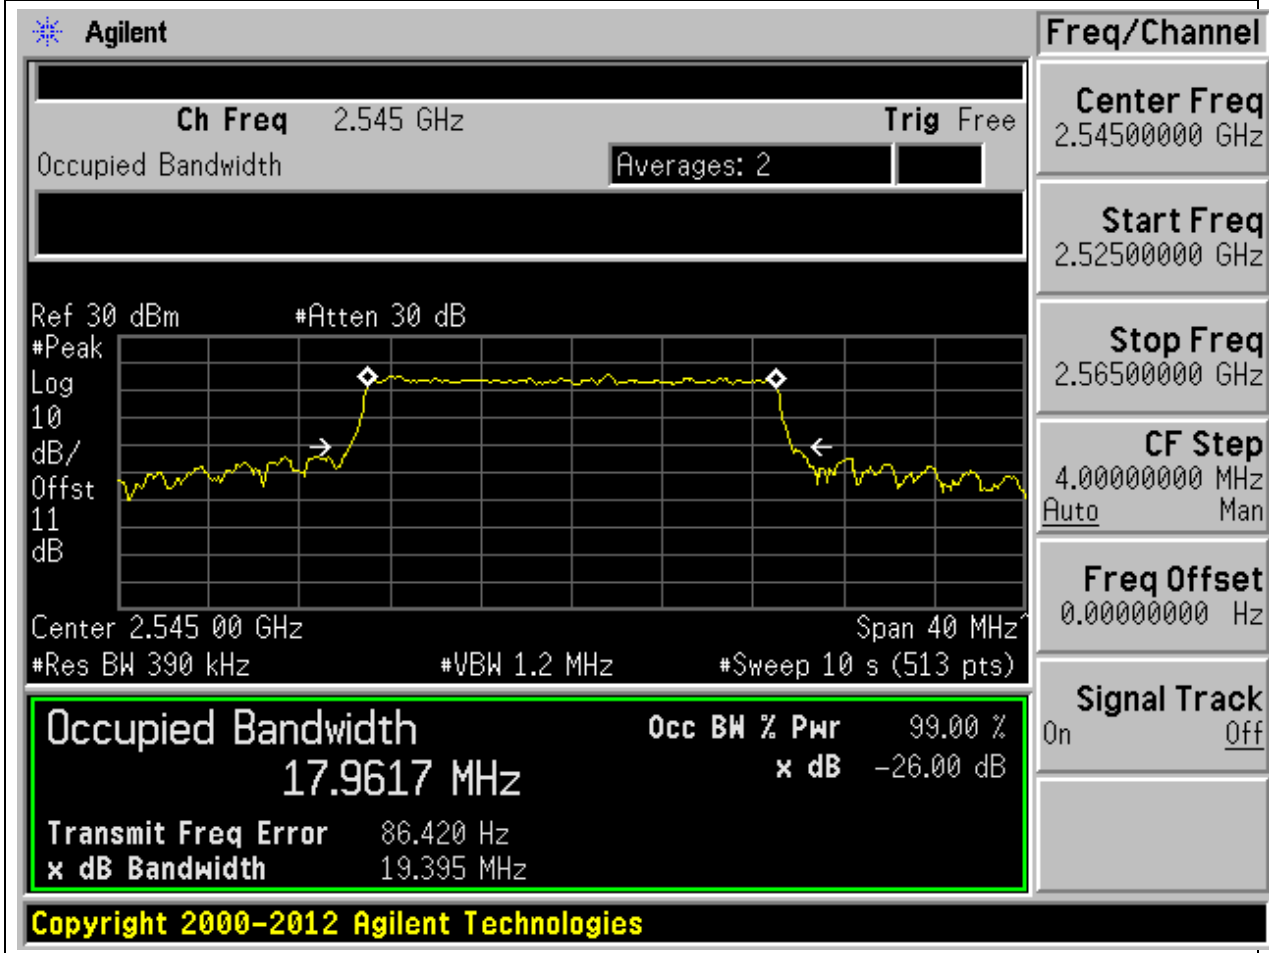 Agilent
Freq/Channel
Ch Freq 2.545 GHz Trig Free
Occupied Bandwidth Averages: 2
Center Freq
2.54500000 GHz
Start Freq
2.52500000 GHz
Stop Freq
2.56500000 GHz
CF Step
4.00000000 MHz
Auto Man
Freq Offset
0.00000000 Hz
Signal Track
On Off
Ref 30 dBm #Atten 30 dB
#Peak
Log
10
dB/
Offst
11
dB
Center 2.545 00 GHz Span 40 MHz^
#Res BW 390 kHz #VBW 1.2 MHz #Sweep 10 s (513 pts)
Occupied Bandwidth Occ BW % Pwr 99.00 %
17.9617 MHz x dB -26.00 dB
Transmit Freq Error 86.420 Hz
x dB Bandwidth 19.395 MHz
Copyright 2000-2012 Agilent Technologies